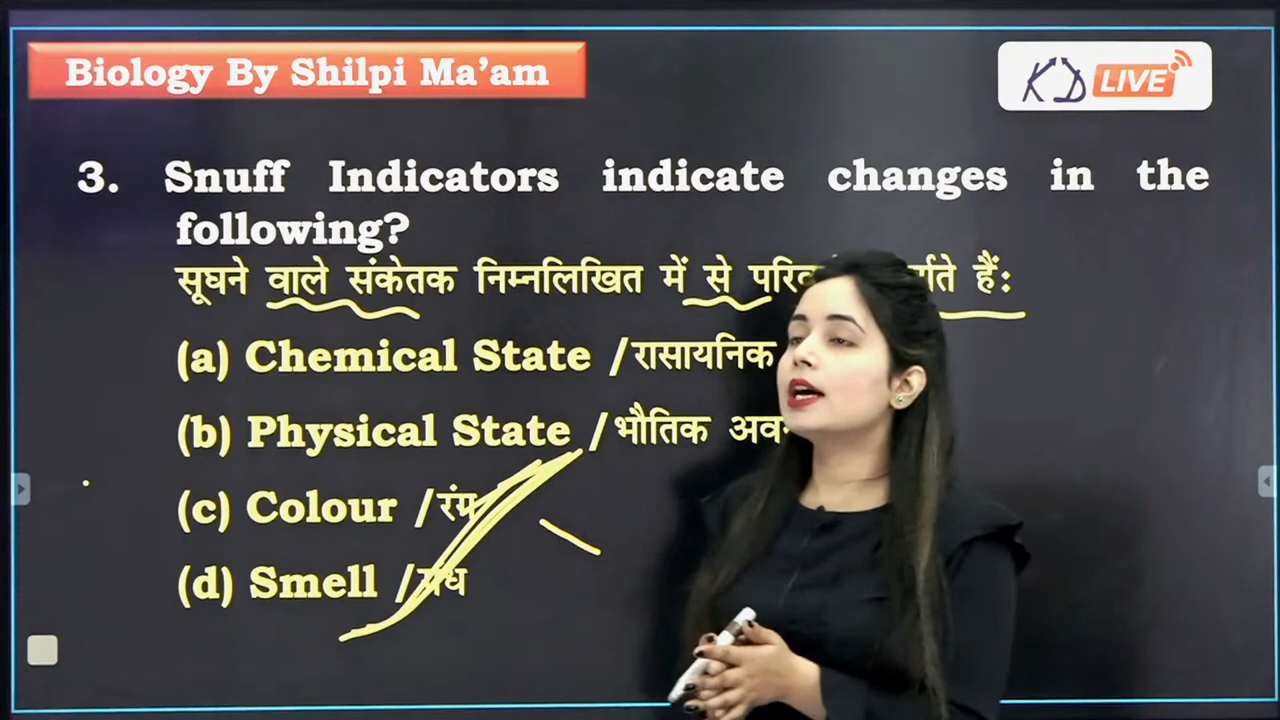 Biology By Shilpi Ma’am
KD LIVE
3. Snuff Indicators indicate changes in the
following?
सूघने वाले संकेतक निम्नलिखित में से हैं:
(a) Chemical State /रासायनिक
(b) Physical State /भौतिक
(c) Colour /रंग
(d) Smell /गंध